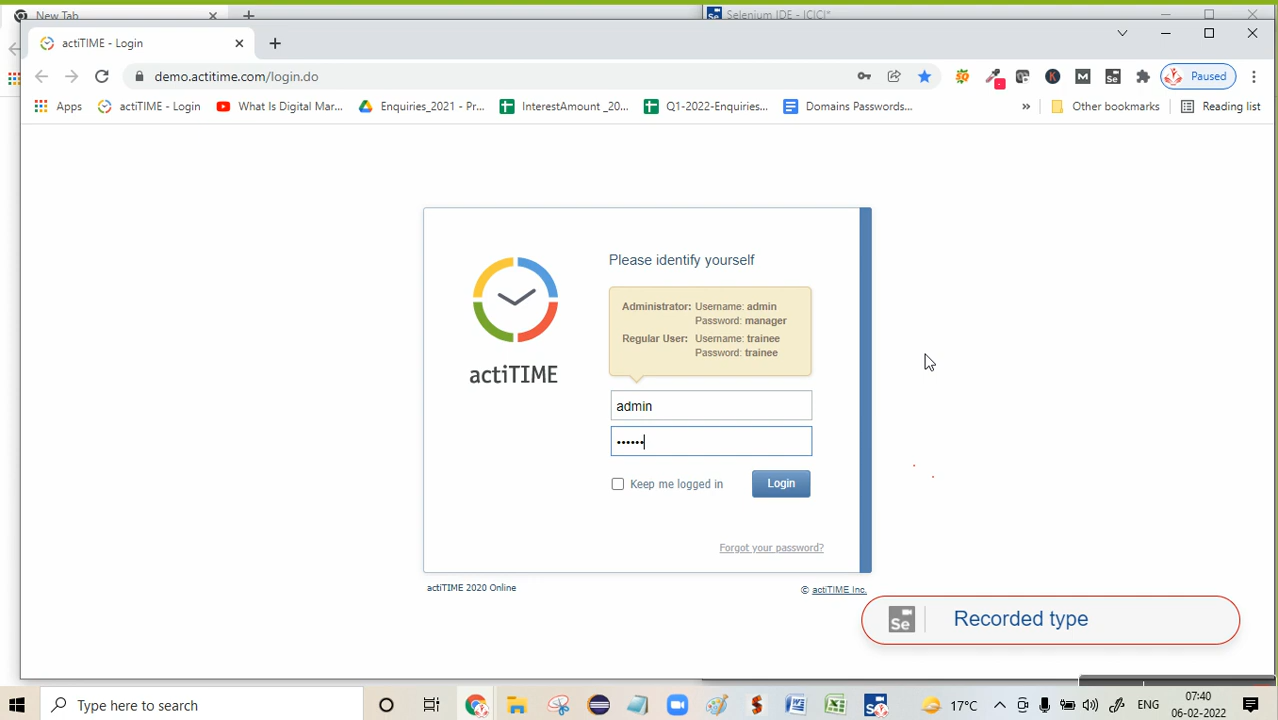 New Tab
Selenium IDE - ICICI*
actiTIME - Login
demo.actitime.com/login.do
Paused
Apps
actiTIME - Login
What Is Digital Mar...
Enquiries_2021 - Pr...
InterestAmount _20...
Q1-2022-Enquiries...
Domains Passwords...
»
Other bookmarks
Reading list
Please identify yourself
Administrator: Username: admin
Password: manager
Regular User: Username: trainee
Password: trainee
actiTIME
admin
••••••
Keep me logged in
Login
Forgot your password?
actiTIME 2020 Online
© actiTIME Inc.
Se
Recorded type
Type here to search
17°C
ENG
07:40
06-02-2022